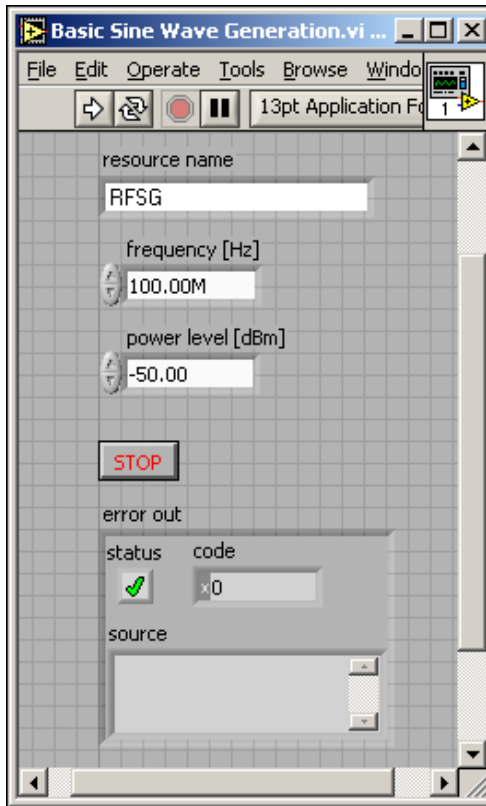 Basic Sine Wave Generation.vi ...
File Edit Operate Tools Browse Windo
13pt Application Fo
1
resource name
RFSG
frequency [Hz]
100.00M
power level [dBm]
-50.00
STOP
error out
status code
x0
source